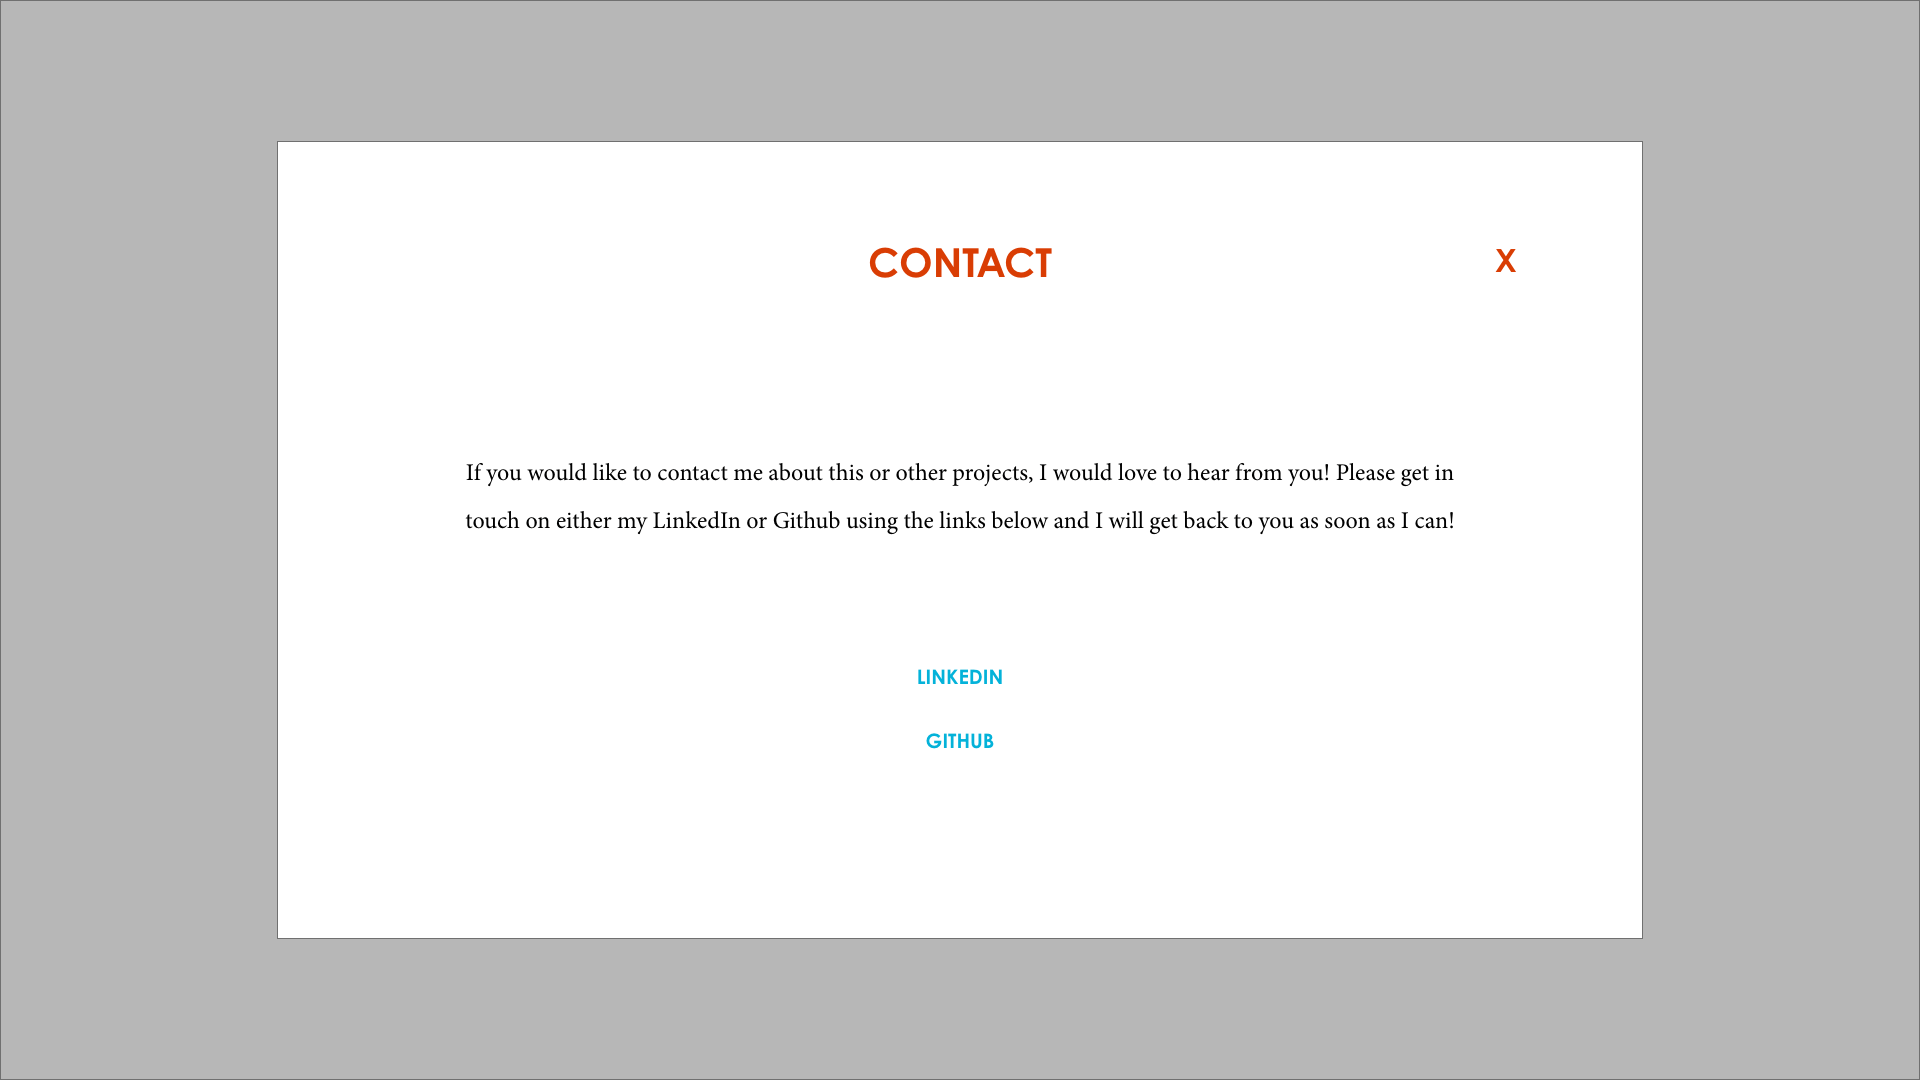 CONTACT
X
If you would like to contact me about this or other projects, I would love to hear from you! Please get in
touch on either my LinkedIn or Github using the links below and I will get back to you as soon as I can!
LINKEDIN
GITHUB